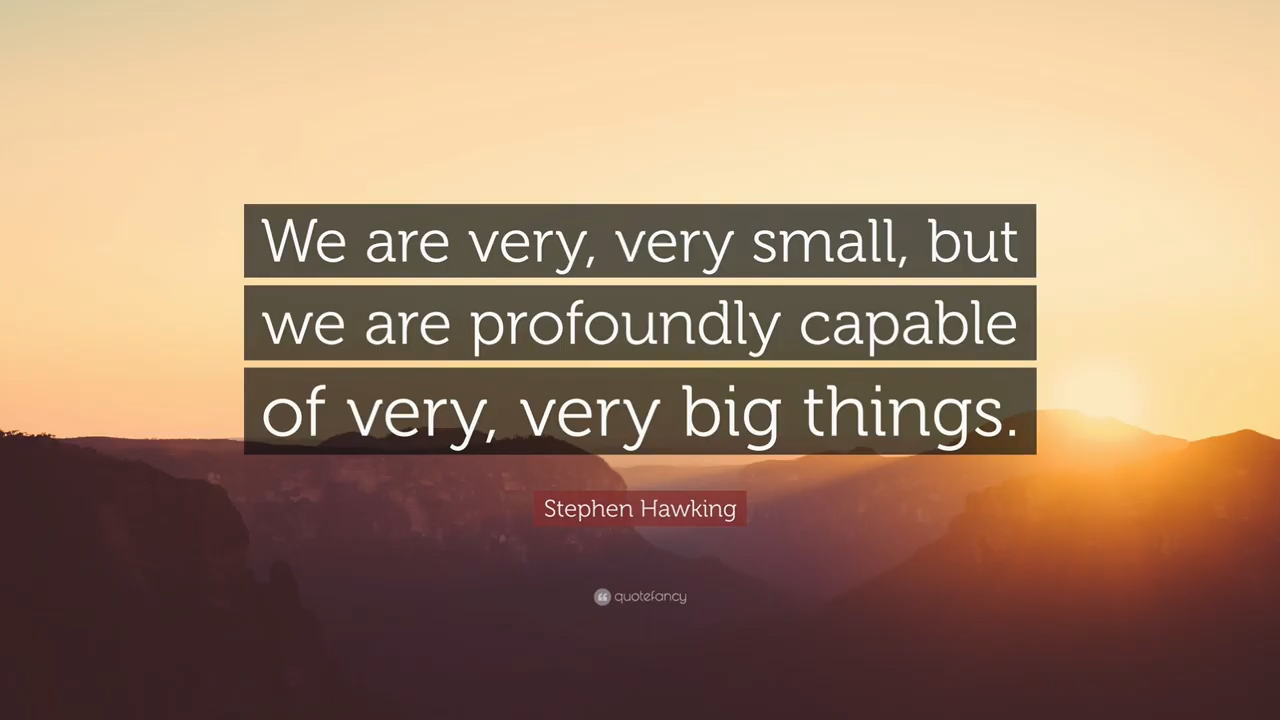 We are very, very small, but
we are profoundly capable
of very, very big things.
Stephen Hawking
quotefancy